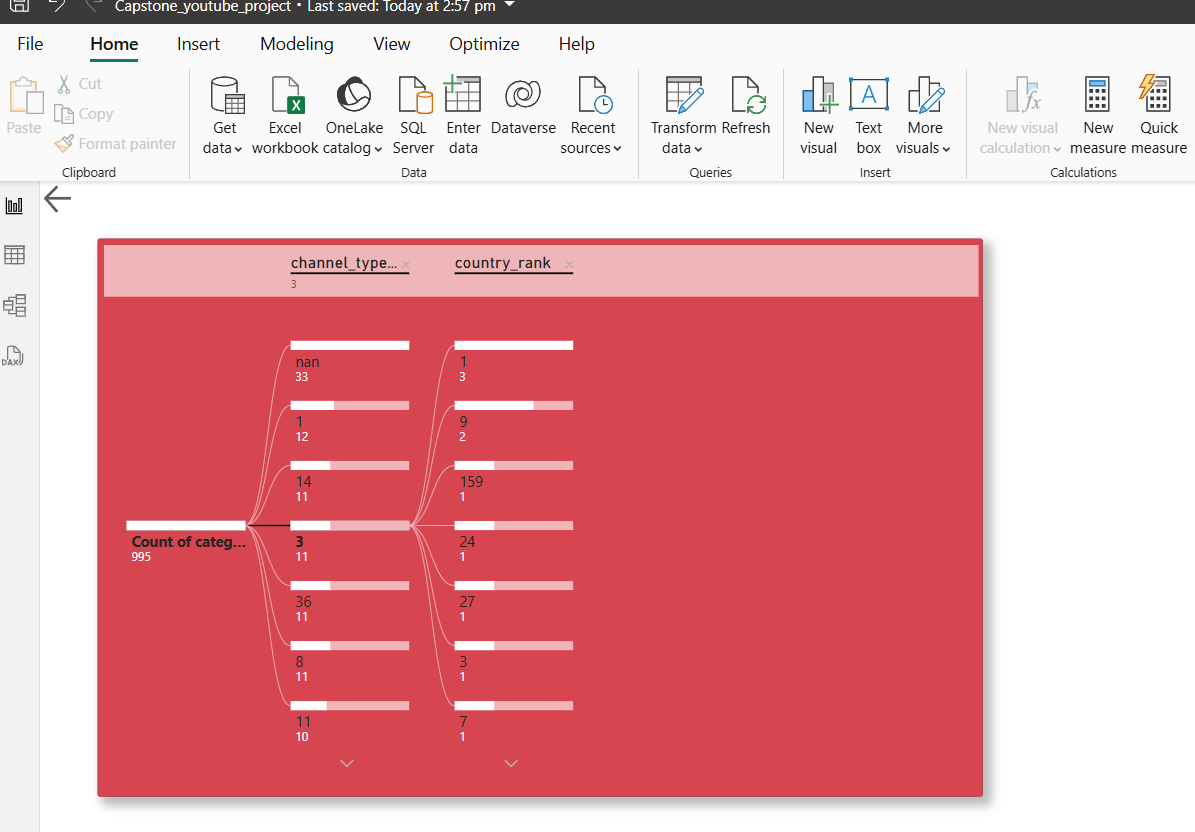 Capstone_youtube_project • Last saved: Today at 2:57 pm
File Home Insert Modeling View Optimize Help
Paste
Cut
Copy
Format painter
Clipboard
Get data
Excel workbook
OneLake catalog
SQL Server
Enter data
Dataverse
Recent sources
Data
Transform data
Refresh
Queries
New visual
Text box
More visuals
Insert
New visual calculation
New measure
Quick measure
Calculations
DAX
channel_type... country_rank
3
Count of categ...
995
nan
33
1
12
14
11
3
11
36
11
8
11
11
10
1
3
9
2
159
1
24
1
27
1
3
1
7
1